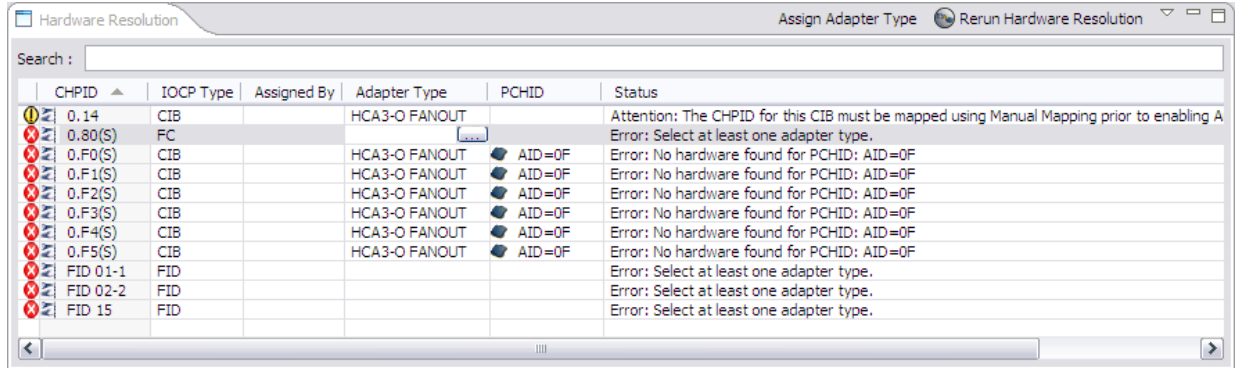 Hardware Resolution Assign Adapter Type Rerun Hardware Resolution
Search :
CHPID IOCP Type Assigned By Adapter Type PCHID Status
0.14 CIB HCA3-O FANOUT Attention: The CHPID for this CIB must be mapped using Manual Mapping prior to enabling A
0.80(S) FC ... Error: Select at least one adapter type.
0.F0(S) CIB HCA3-O FANOUT AID=0F Error: No hardware found for PCHID: AID=0F
0.F1(S) CIB HCA3-O FANOUT AID=0F Error: No hardware found for PCHID: AID=0F
0.F2(S) CIB HCA3-O FANOUT AID=0F Error: No hardware found for PCHID: AID=0F
0.F3(S) CIB HCA3-O FANOUT AID=0F Error: No hardware found for PCHID: AID=0F
0.F4(S) CIB HCA3-O FANOUT AID=0F Error: No hardware found for PCHID: AID=0F
0.F5(S) CIB HCA3-O FANOUT AID=0F Error: No hardware found for PCHID: AID=0F
FID 01-1 FID Error: Select at least one adapter type.
FID 02-2 FID Error: Select at least one adapter type.
FID 15 FID Error: Select at least one adapter type.